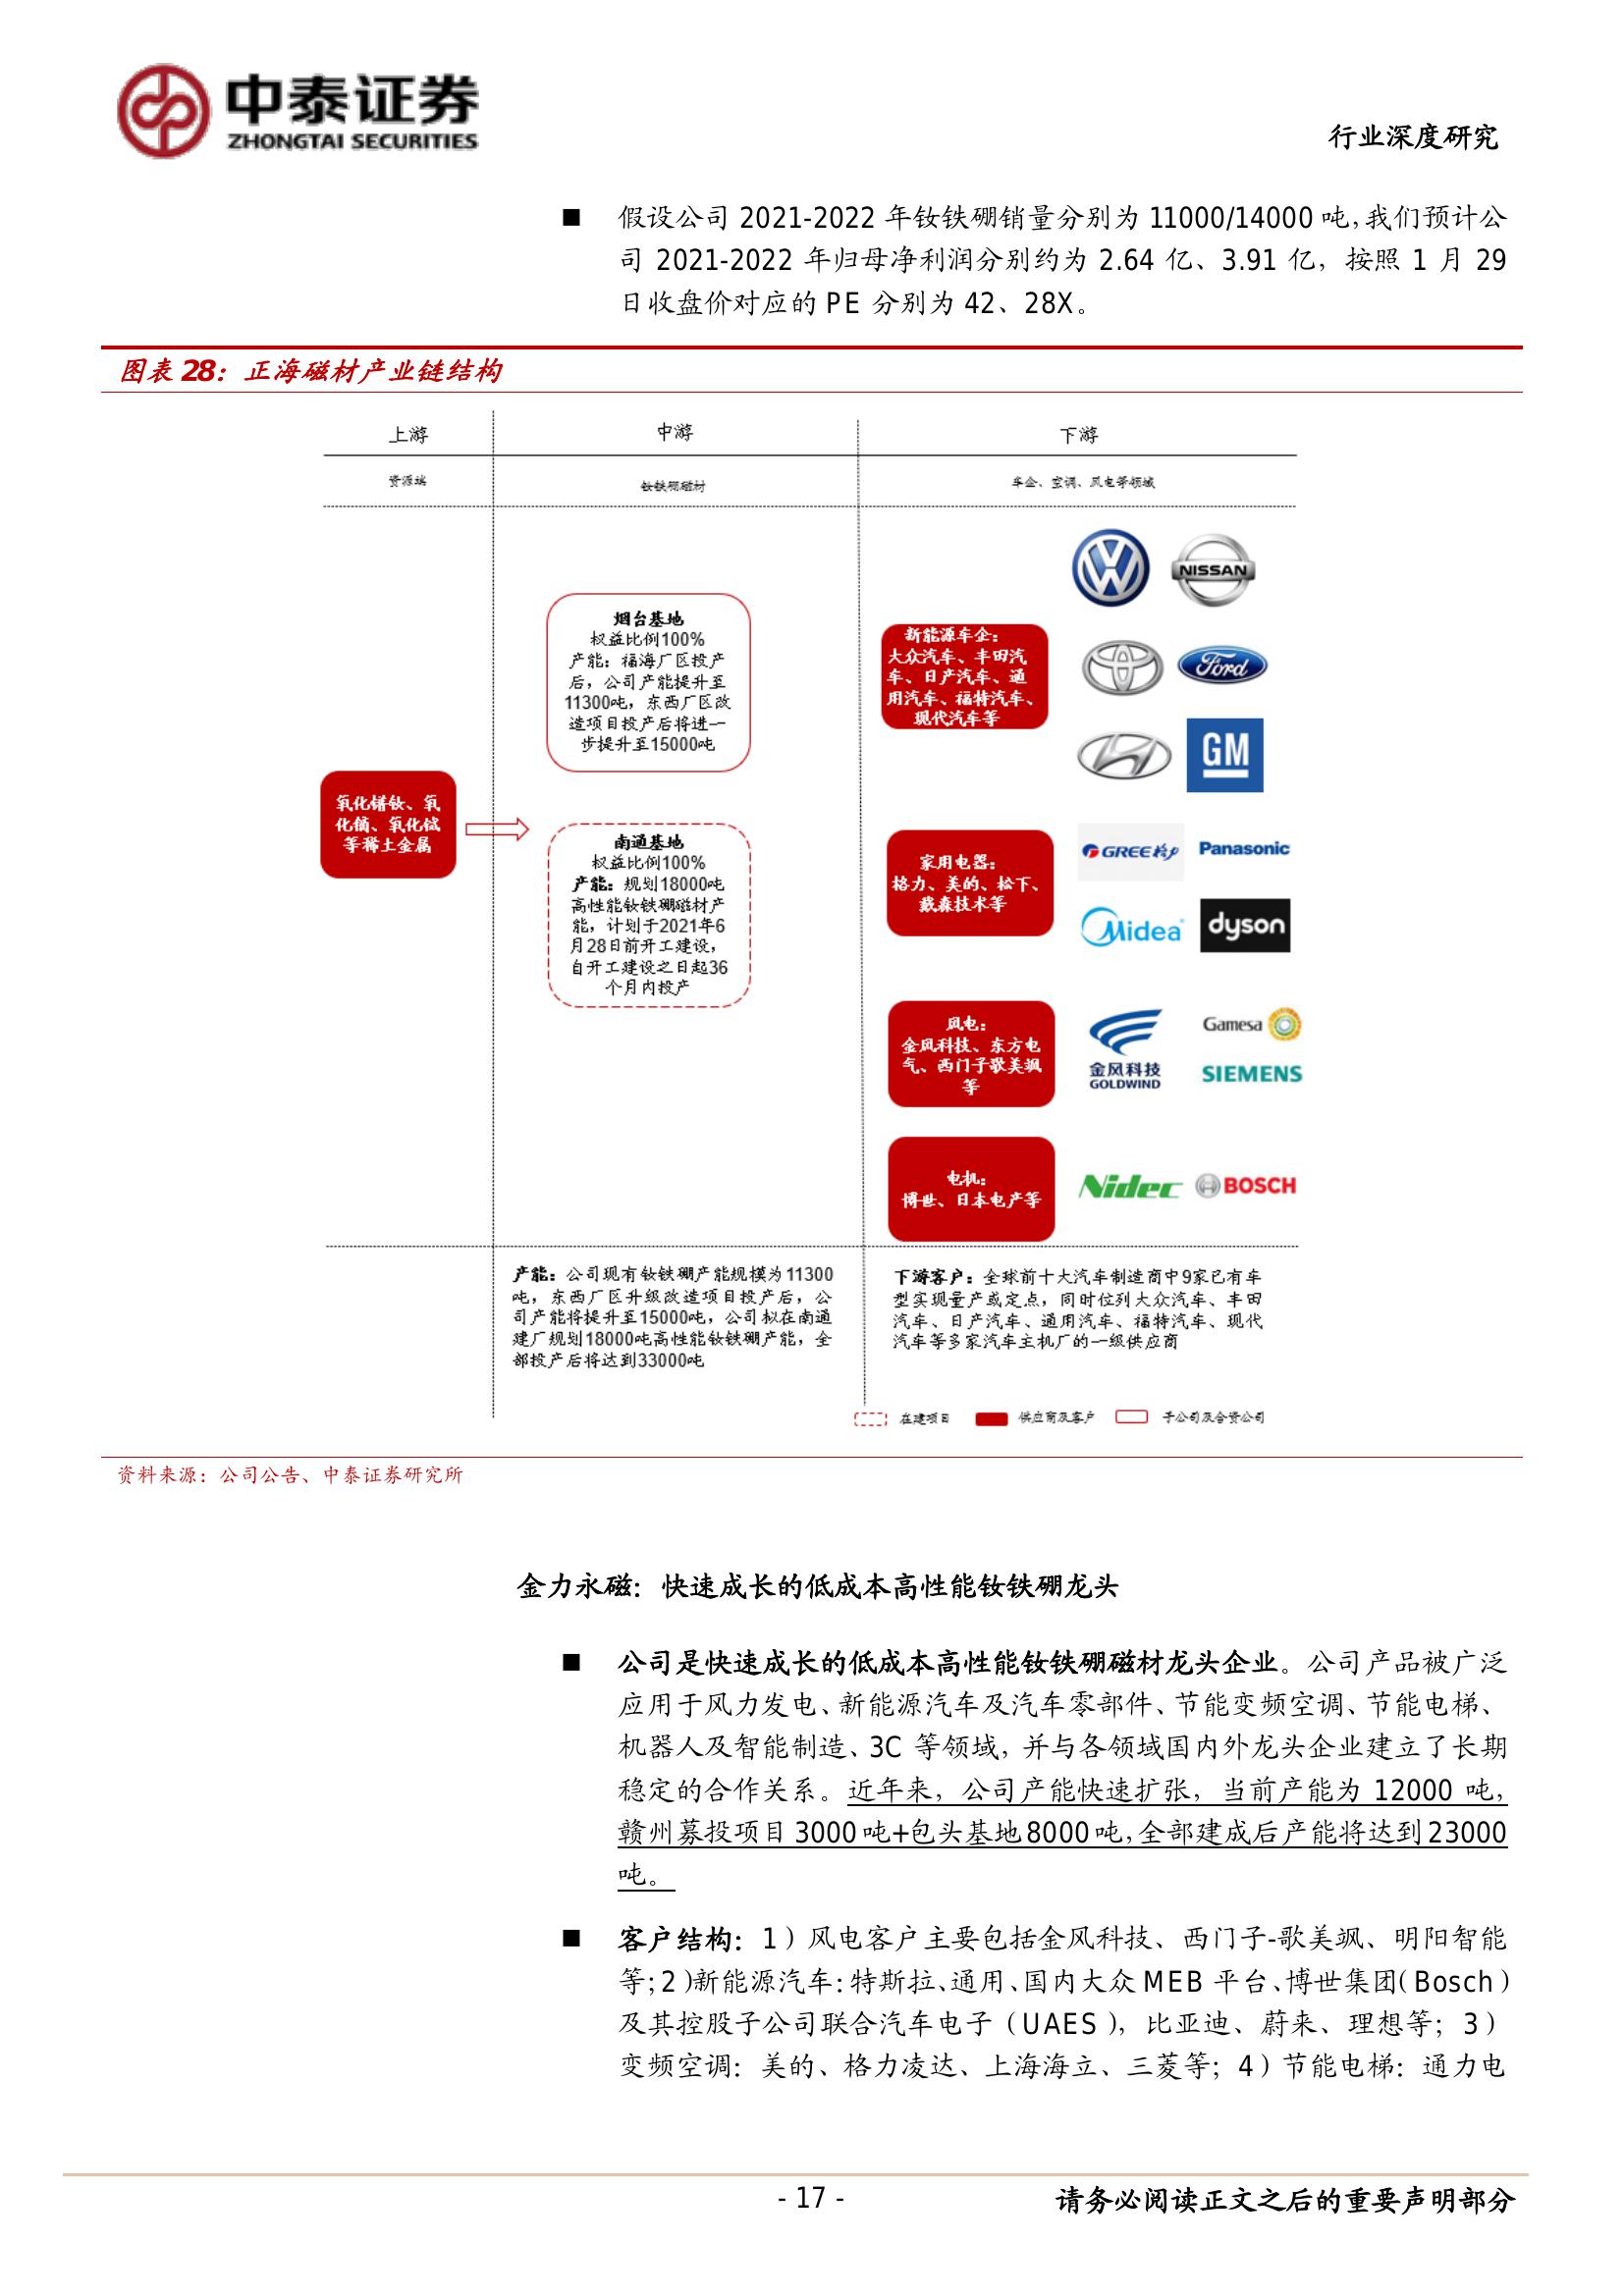 中泰证券
ZHONGTAI SECURITIES
行业深度研究
■ 假设公司 2021-2022 年钕铁硼销量分别为 11000/14000 吨，我们预计公
司 2021-2022 年归母净利润分别约为 2.64 亿、3.91 亿，按照 1 月 29
日收盘价对应的 PE 分别为 42、28X。
图表 28：正海磁材产业链结构
上游
中游
下游
资源端
钕铁硼磁材
车企、空调、风电等领域
氧化镨钕、氧
化镝、氧化铽
等稀土金属
烟台基地
权益比例100%
产能：福海厂区投产
后，公司产能提升至
11300吨，东西厂区改
造项目投产后将进一
步提升至15000吨
南通基地
权益比例100%
产能：规划18000吨
高性能钕铁硼磁材产
能，计划于2021年6
月28日前开工建设，
自开工建设之日起36
个月内投产
新能源车企：
大众汽车、丰田汽
车、日产汽车、通
用汽车、福特汽车、
现代汽车等
NISSAN
Ford
GM
家用电器：
格力、美的、松下、
戴森技术等
GREE格力
Panasonic
Midea
dyson
风电：
金风科技、东方电
气、西门子歌美飒
等
金风科技
GOLDWIND
Gamesa
SIEMENS
电机：
博世、日本电产等
Nidec
BOSCH
产能：公司现有钕铁硼产能规模为11300
吨，东西厂区升级改造项目投产后，公
司产能将提升至15000吨，公司拟在南通
建厂规划18000吨高性能钕铁硼产能，全
部投产后将达到33000吨
下游客户：全球前十大汽车制造商中9家已有车
型实现量产或定点，同时位列大众汽车、丰田
汽车、日产汽车、通用汽车、福特汽车、现代
汽车等多家汽车主机厂的一级供应商
在建项目
供应商及客户
子公司及合资公司
资料来源：公司公告、中泰证券研究所
金力永磁：快速成长的低成本高性能钕铁硼龙头
■ 公司是快速成长的低成本高性能钕铁硼磁材龙头企业。公司产品被广泛
应用于风力发电、新能源汽车及汽车零部件、节能变频空调、节能电梯、
机器人及智能制造、3C 等领域，并与各领域国内外龙头企业建立了长期
稳定的合作关系。近年来，公司产能快速扩张，当前产能为 12000 吨，
赣州募投项目 3000 吨+包头基地 8000 吨，全部建成后产能将达到 23000
吨。
■ 客户结构：1）风电客户主要包括金风科技、西门子-歌美飒、明阳智能
等；2）新能源汽车：特斯拉、通用、国内大众 MEB 平台、博世集团（Bosch）
及其控股子公司联合汽车电子（UAES），比亚迪、蔚来、理想等；3）
变频空调：美的、格力凌达、上海海立、三菱等；4）节能电梯：通力电
- 17 -
请务必阅读正文之后的重要声明部分